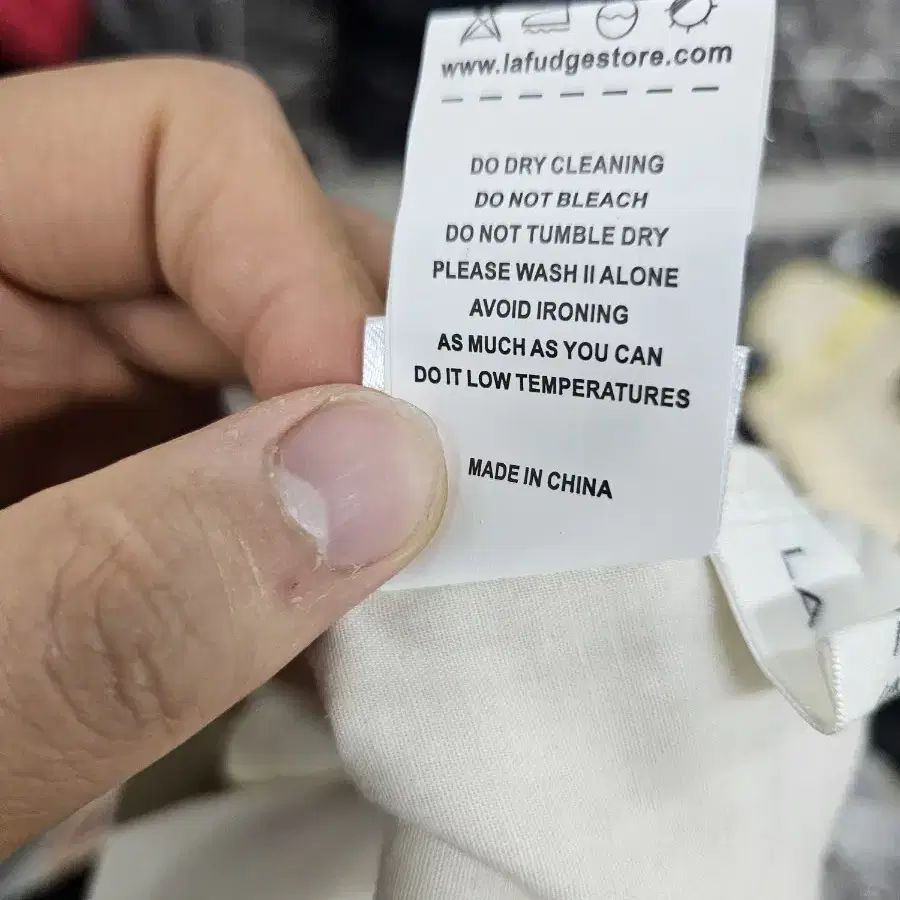 www.lafudgestore.com
DO DRY CLEANING
DO NOT BLEACH
DO NOT TUMBLE DRY
PLEASE WASH II ALONE
AVOID IRONING
AS MUCH AS YOU CAN
DO IT LOW TEMPERATURES
MADE IN CHINA
LA